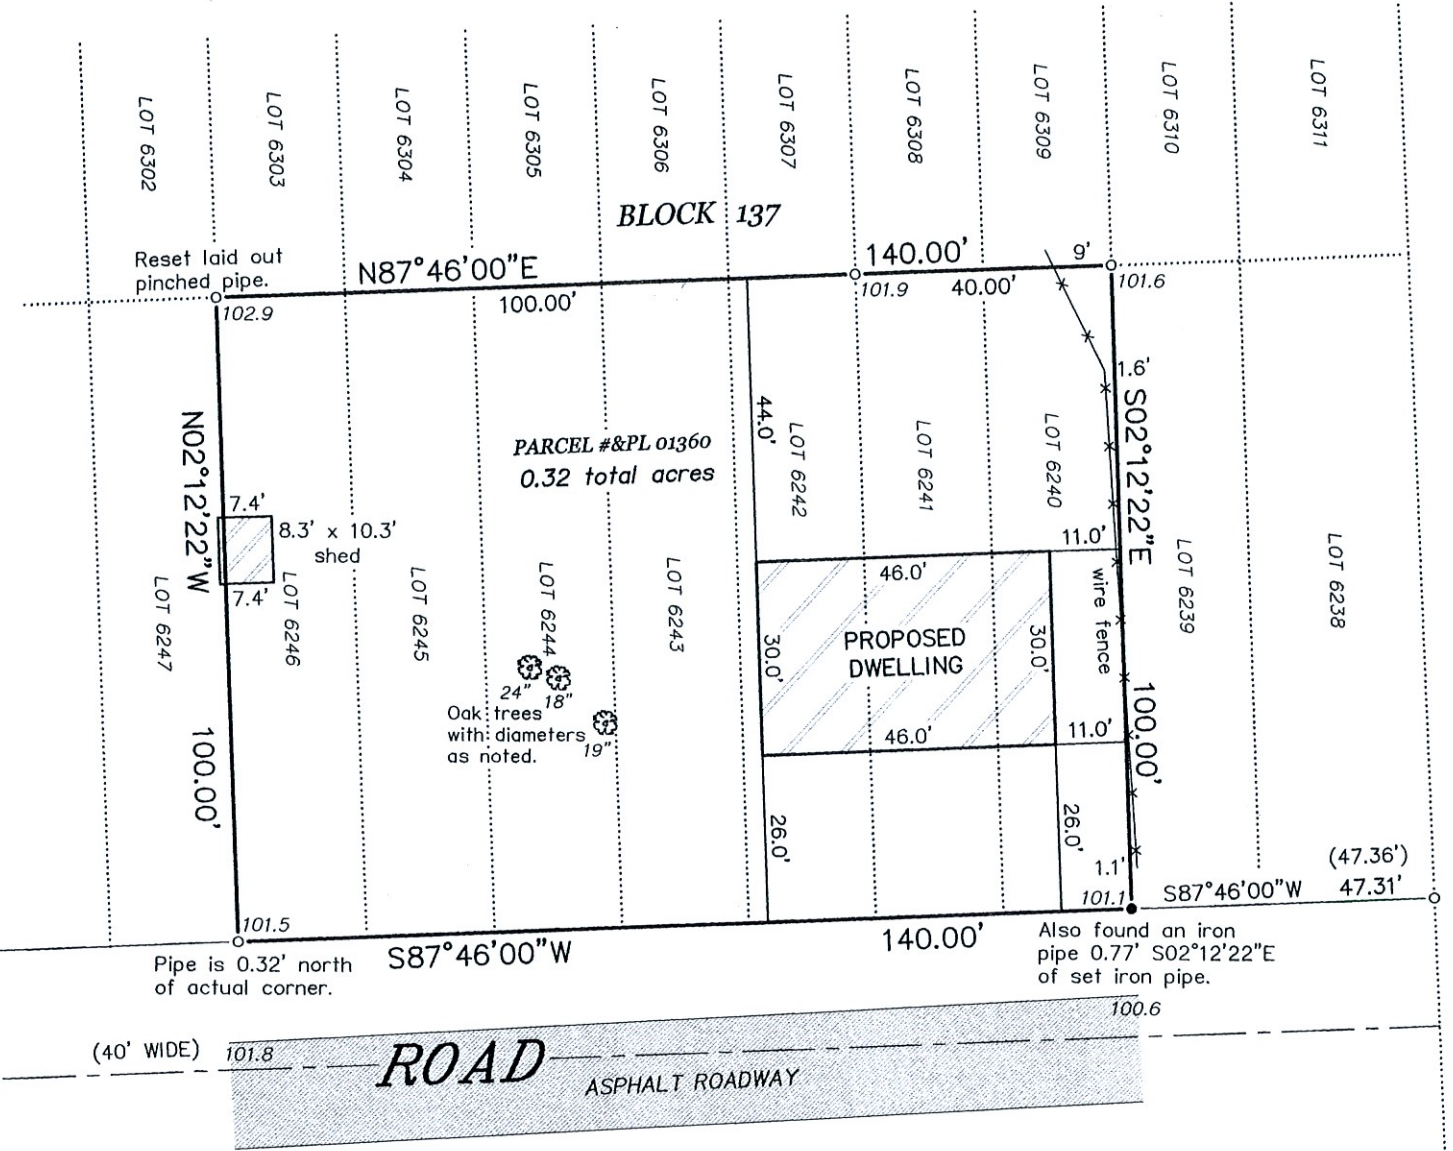 LOT 6302
LOT 6303
LOT 6304
LOT 6305
LOT 6306
LOT 6307
LOT 6308
LOT 6309
LOT 6310
LOT 6311
BLOCK 137
Reset laid out
pinched pipe.
N87°46'00"E
140.00'
9'
102.9
100.00'
101.9
40.00'
101.6
1.6'
N02°12'22"W
100.00'
S02°12'22"E
100.00'
PARCEL #&PL 01360
0.32 total acres
44.0'
LOT 6242
LOT 6241
LOT 6240
7.4'
8.3' x 10.3'
shed
7.4'
LOT 6247
LOT 6246
LOT 6245
LOT 6244
LOT 6243
11.0'
46.0'
30.0'
PROPOSED
DWELLING
30.0'
wire fence
LOT 6239
LOT 6238
46.0'
11.0'
24"
18"
19"
Oak trees
with diameters
as noted.
26.0'
26.0'
1.1'
101.1
(47.36')
S87°46'00"W 47.31'
101.5
S87°46'00"W
140.00'
Pipe is 0.32' north
of actual corner.
Also found an iron
pipe 0.77' S02°12'22"E
of set iron pipe.
100.6
(40' WIDE)
101.8
ROAD
ASPHALT ROADWAY